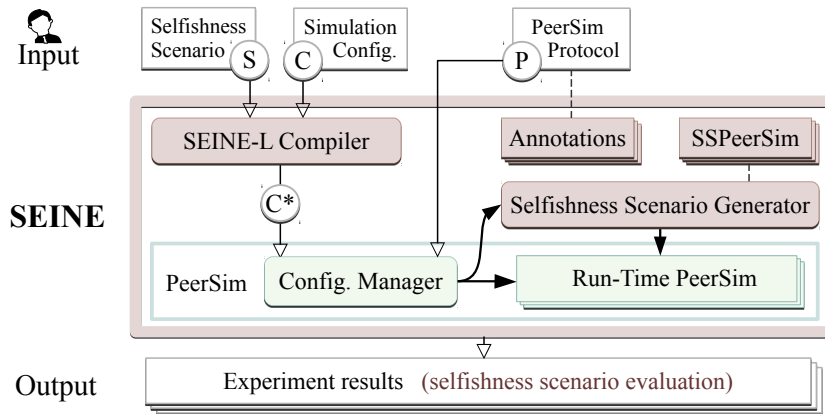 Input
Selfishness
Scenario
S
Simulation
Config.
C
PeerSim
Protocol
P
SEINE
SEINE-L Compiler
Annotations
SSPeerSim
C*
Selfishness Scenario Generator
PeerSim
Config. Manager
Run-Time PeerSim
Output
Experiment results (selfishness scenario evaluation)